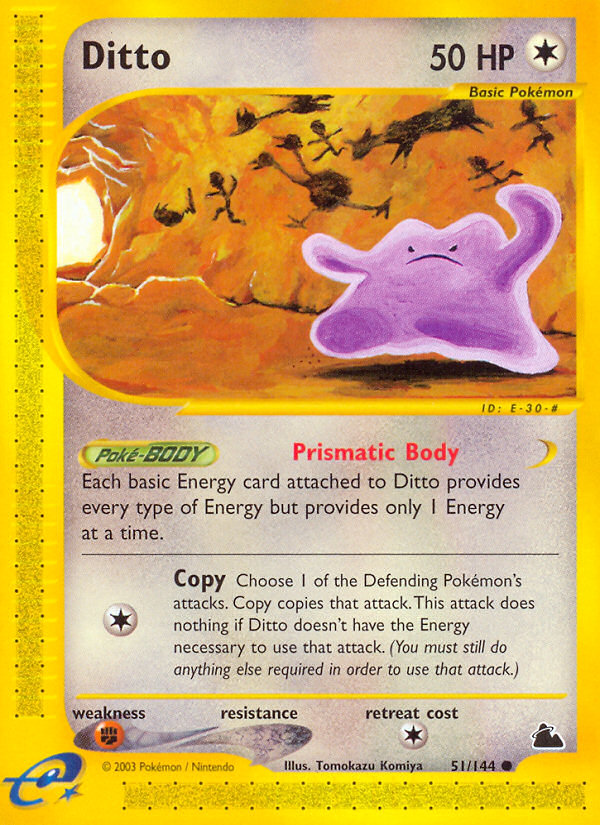 Ditto 50 HP
Basic Pokémon
ID: E-30-#
Poké-BODY Prismatic Body
Each basic Energy card attached to Ditto provides
every type of Energy but provides only 1 Energy
at a time.
Copy Choose 1 of the Defending Pokémon's
attacks. Copy copies that attack. This attack does
nothing if Ditto doesn't have the Energy
necessary to use that attack. (You must still do
anything else required in order to use that attack.)
weakness resistance retreat cost
© 2003 Pokémon / Nintendo Illus. Tomokazu Komiya 51/144
e